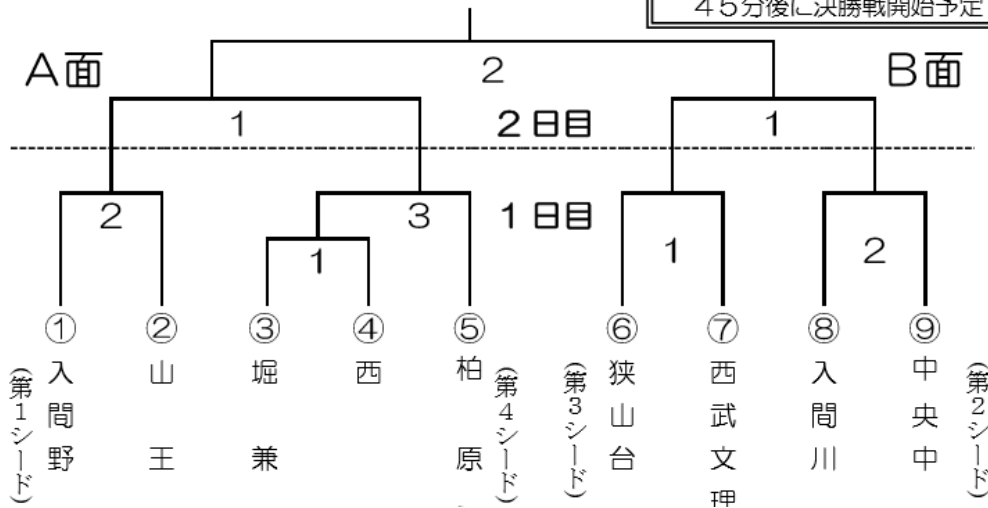 45分後に決勝戦開始予定
A面
2
B面
1
2日目
1
2
3
1日目
1
1
2
①
②
③
④
⑤
⑥
⑦
⑧
⑨
(第1シード)
入間野
山王
堀兼
西
柏原
(第4シード)
(第3シード)
狭山台
西武文理
入間川
中央中
(第2シード)